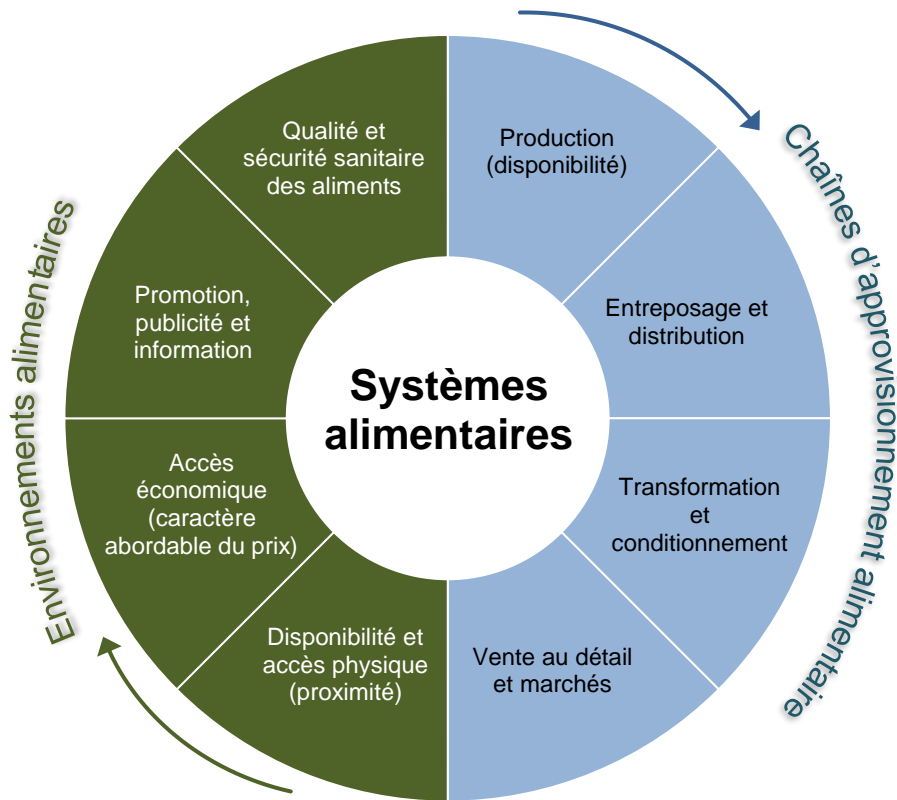 Systèmes
alimentaires
Production
(disponibilité)
Entreposage et
distribution
Transformation
et
conditionnement
Vente au détail
et marchés
Disponibilité et
accès physique
(proximité)
Accès
économique
(caractère
abordable du prix)
Promotion,
publicité et
information
Qualité et
sécurité sanitaire
des aliments
Chaînes d'approvisionnement alimentaire
Environnements alimentaires